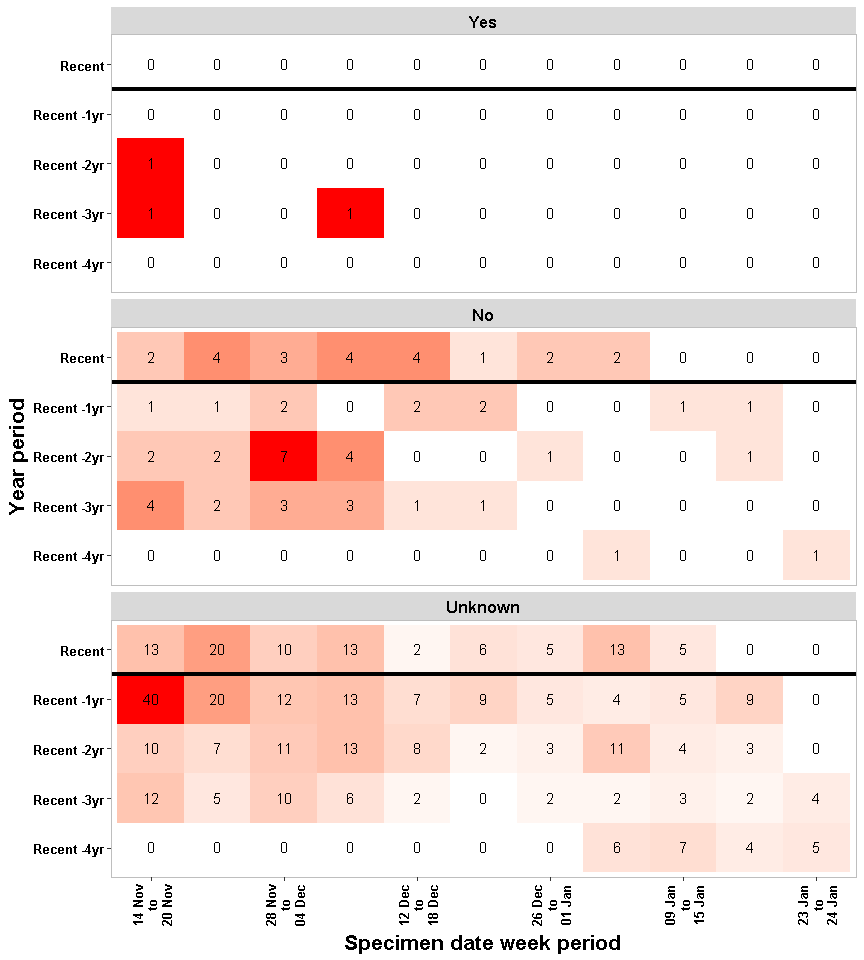 Yes
Recent 0 0 0 0 0 0 0 0 0 0 0
Recent -1yr 0 0 0 0 0 0 0 0 0 0 0
Recent -2yr 1 0 0 0 0 0 0 0 0 0 0
Recent -3yr 1 0 0 1 0 0 0 0 0 0 0
Recent -4yr 0 0 0 0 0 0 0 0 0 0 0
No
Recent 2 4 3 4 4 1 2 2 0 0 0
Recent -1yr 1 1 2 0 2 2 0 0 1 1 0
Recent -2yr 2 2 7 4 0 0 1 0 0 1 0
Recent -3yr 4 2 3 3 1 1 0 0 0 0 0
Recent -4yr 0 0 0 0 0 0 0 1 0 0 1
Unknown
Recent 13 20 10 13 2 6 5 13 5 0 0
Recent -1yr 40 20 12 13 7 9 5 4 5 9 0
Recent -2yr 10 7 11 13 8 2 3 11 4 3 0
Recent -3yr 12 5 10 6 2 0 2 2 3 2 4
Recent -4yr 0 0 0 0 0 0 0 6 7 4 5
Year period
14 Nov
to
20 Nov
28 Nov
to
04 Dec
12 Dec
to
18 Dec
26 Dec
to
01 Jan
09 Jan
to
15 Jan
23 Jan
to
24 Jan
Specimen date week period